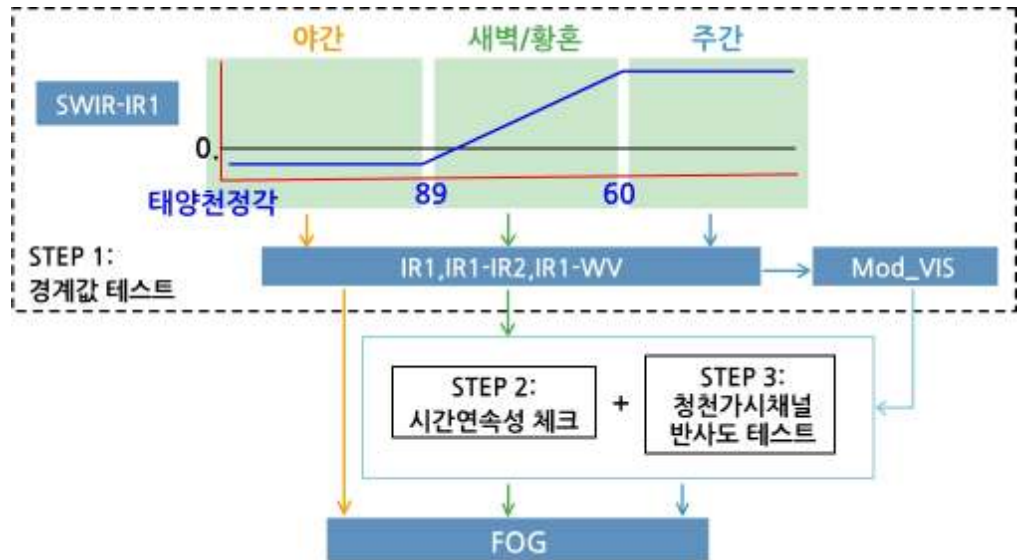 야간
새벽/황혼
주간
SWIR-IR1
0.
태양천정각
89
60
STEP 1:
경계값 테스트
IR1,IR1-IR2,IR1-WV
Mod_VIS
STEP 2:
시간연속성 체크
+
STEP 3:
청천가시채널
반사도 테스트
FOG